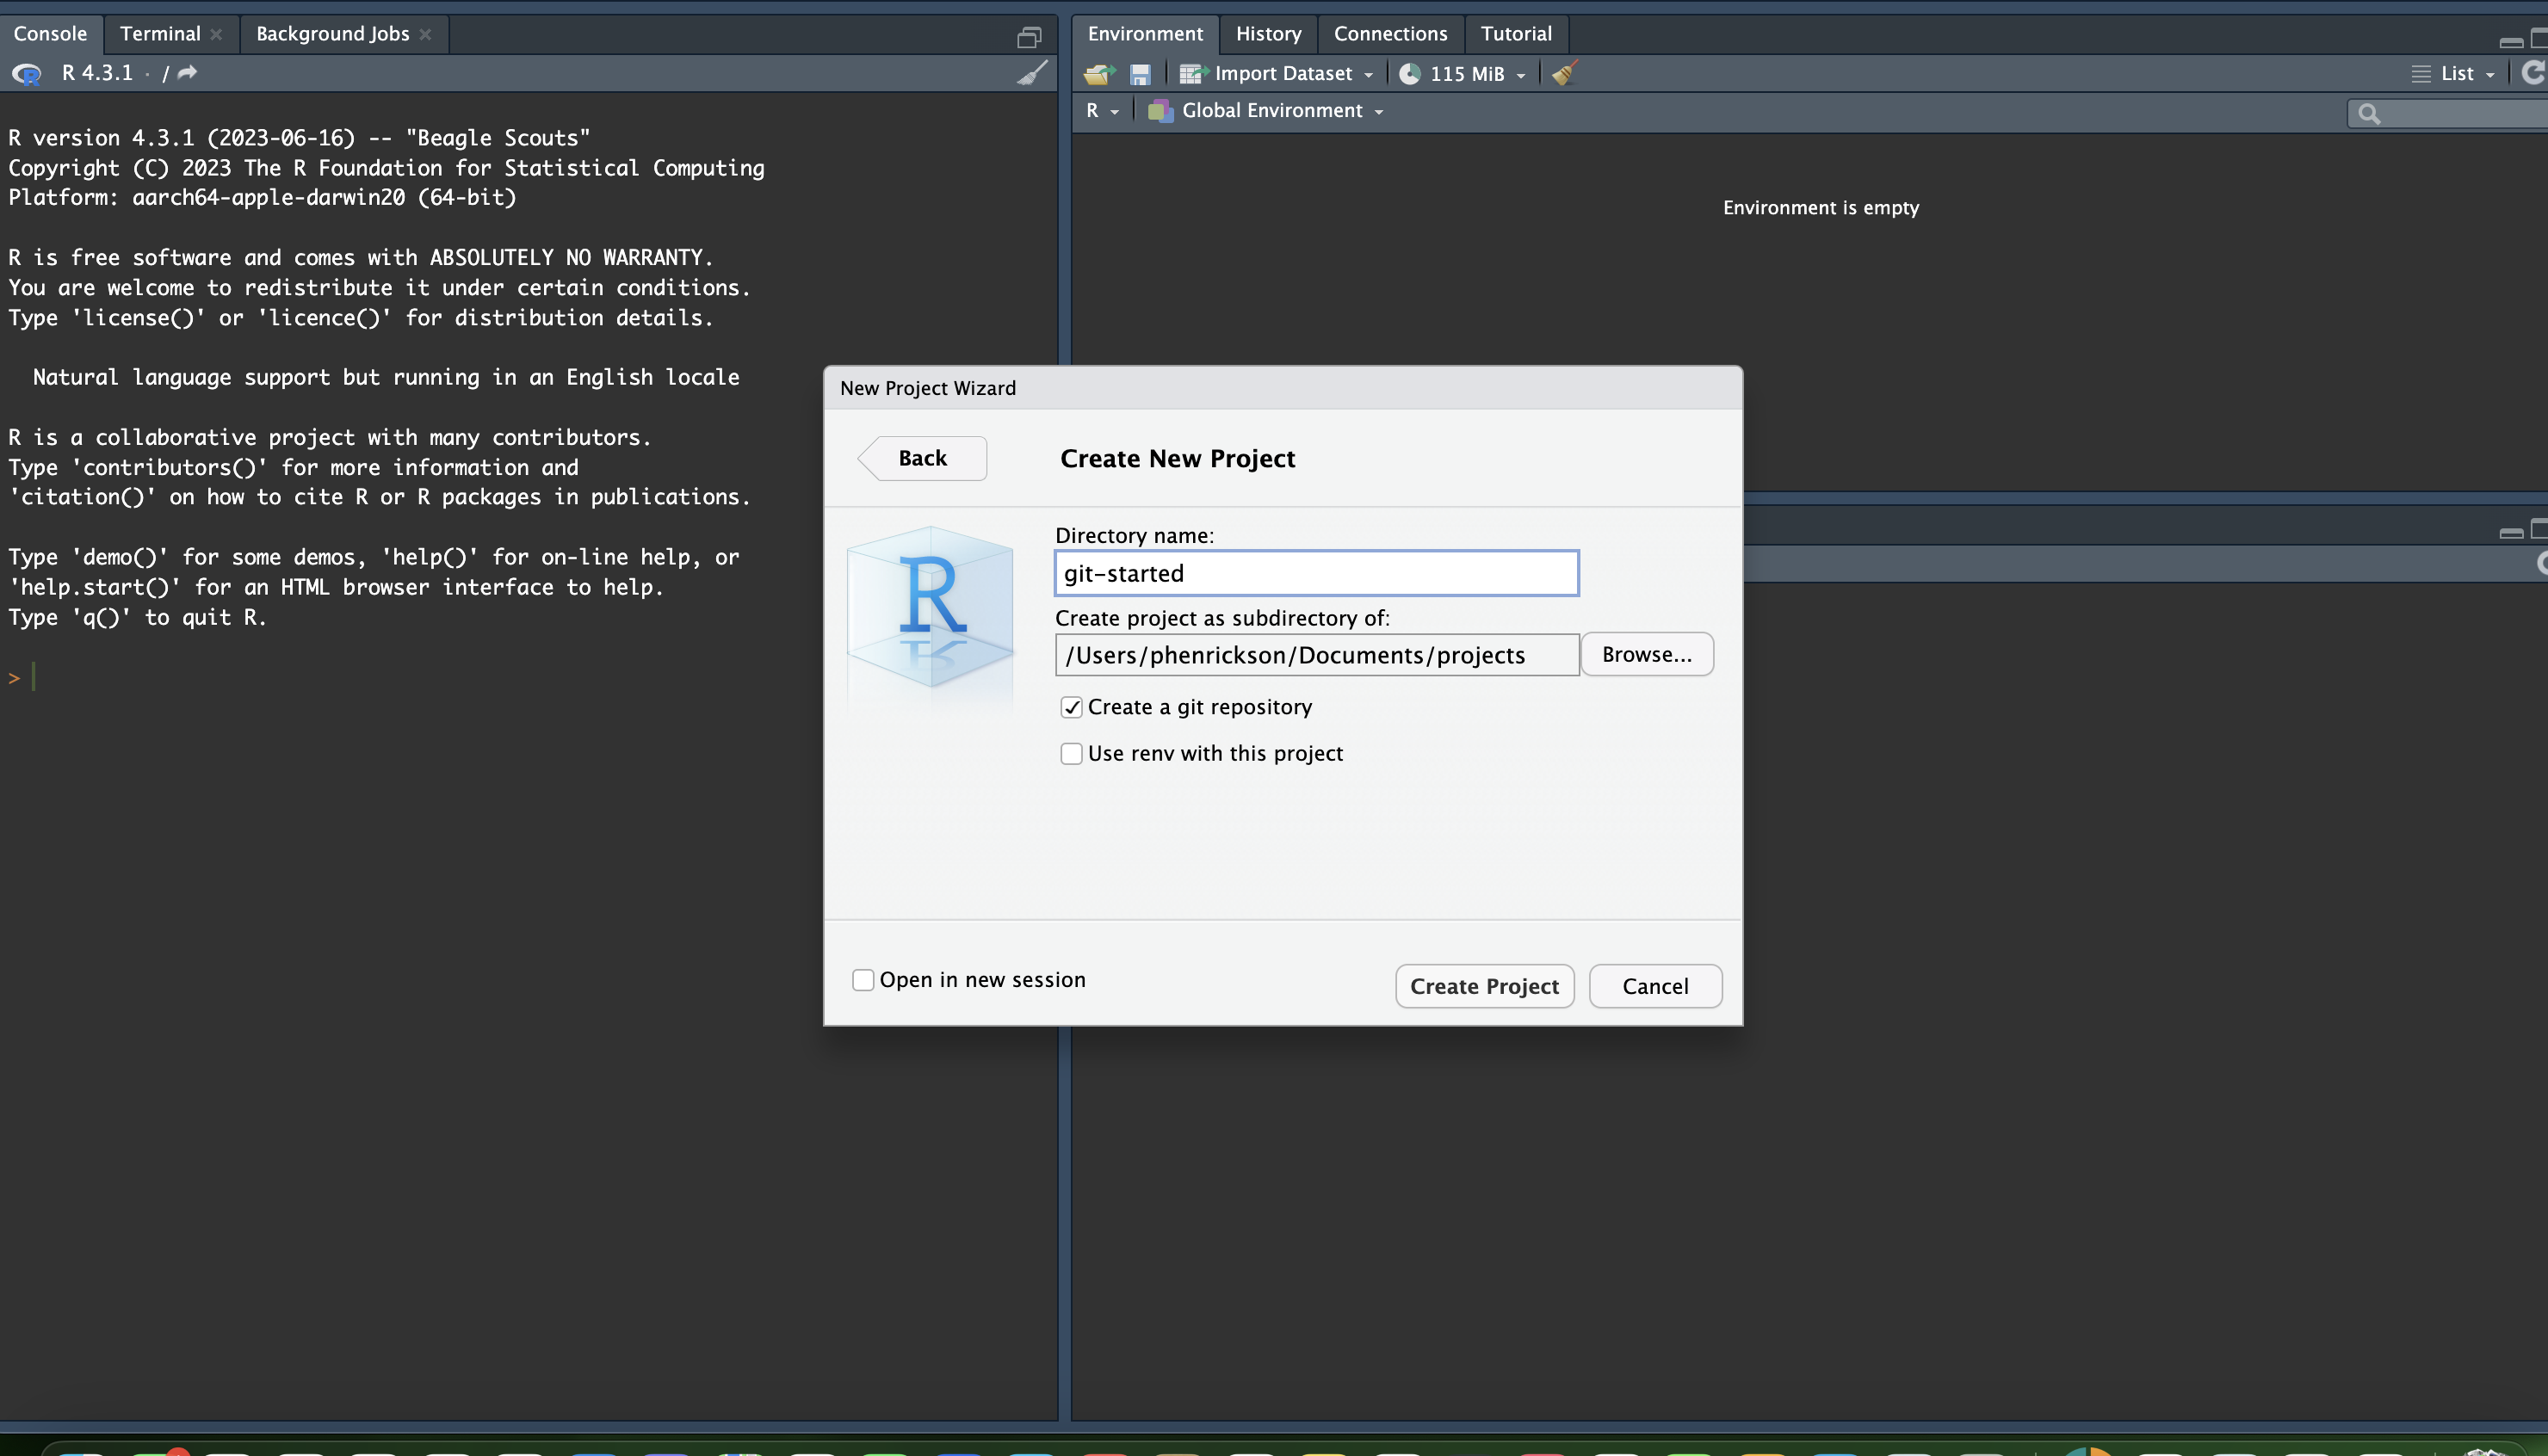 Console
Terminal
Background Jobs
R 4.3.1 · /
R version 4.3.1 (2023-06-16) -- "Beagle Scouts"
Copyright (C) 2023 The R Foundation for Statistical Computing
Platform: aarch64-apple-darwin20 (64-bit)
R is free software and comes with ABSOLUTELY NO WARRANTY.
You are welcome to redistribute it under certain conditions.
Type 'license()' or 'licence()' for distribution details.
Natural language support but running in an English locale
R is a collaborative project with many contributors.
Type 'contributors()' for more information and
'citation()' on how to cite R or R packages in publications.
Type 'demo()' for some demos, 'help()' for on-line help, or
'help.start()' for an HTML browser interface to help.
Type 'q()' to quit R.
>
Environment
History
Connections
Tutorial
Import Dataset
115 MiB
List
R
Global Environment
Environment is empty
New Project Wizard
Back
Create New Project
R
Directory name:
git-started
Create project as subdirectory of:
/Users/phenrickson/Documents/projects
Browse...
Create a git repository
Use renv with this project
Open in new session
Create Project
Cancel